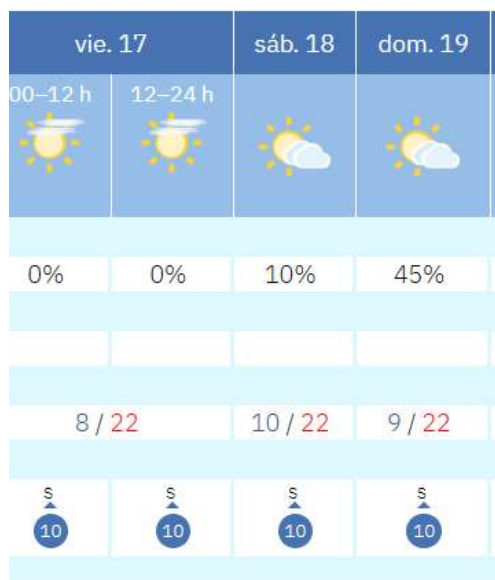 vie. 17 sáb. 18 dom. 19
00–12 h 12–24 h
0% 0% 10% 45%
8 / 22 10 / 22 9 / 22
S S S S
10 10 10 10